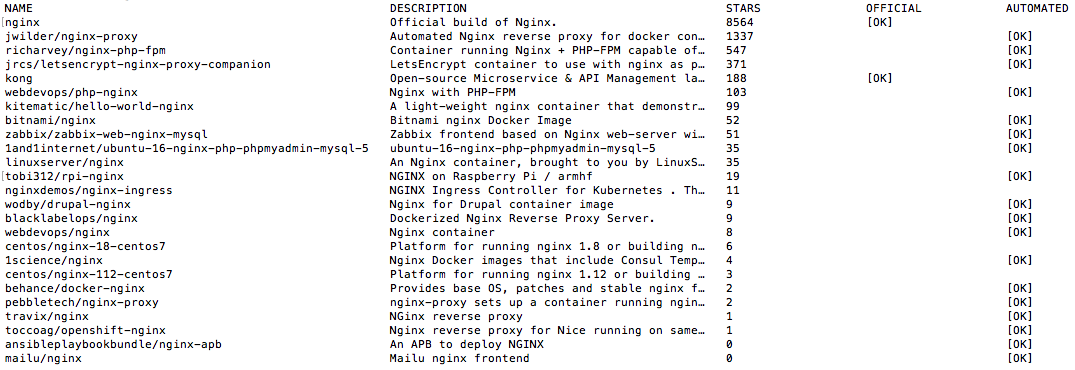 NAME DESCRIPTION STARS OFFICIAL AUTOMATED
nginx Official build of Nginx. 8564 [OK]
jwilder/nginx-proxy Automated Nginx reverse proxy for docker con… 1337 [OK]
richarvey/nginx-php-fpm Container running Nginx + PHP-FPM capable of… 547 [OK]
jrcs/letsencrypt-nginx-proxy-companion LetsEncrypt container to use with nginx as p… 371 [OK]
kong Open-source Microservice & API Management la… 188 [OK]
webdevops/php-nginx Nginx with PHP-FPM 103 [OK]
kitematic/hello-world-nginx A light-weight nginx container that demonstr… 99
bitnami/nginx Bitnami nginx Docker Image 52 [OK]
zabbix/zabbix-web-nginx-mysql Zabbix frontend based on Nginx web-server wi… 51 [OK]
1and1internet/ubuntu-16-nginx-php-phpmyadmin-mysql-5 ubuntu-16-nginx-php-phpmyadmin-mysql-5 35 [OK]
linuxserver/nginx An Nginx container, brought to you by LinuxS… 35
tobi312/rpi-nginx NGINX on Raspberry Pi / armhf 19 [OK]
nginxdemos/nginx-ingress NGINX Ingress Controller for Kubernetes . Th… 11
wodby/drupal-nginx Nginx for Drupal container image 9 [OK]
blacklabelops/nginx Dockerized Nginx Reverse Proxy Server. 9 [OK]
webdevops/nginx Nginx container 8 [OK]
centos/nginx-18-centos7 Platform for running nginx 1.8 or building n… 6
1science/nginx Nginx Docker images that include Consul Temp… 4 [OK]
centos/nginx-112-centos7 Platform for running nginx 1.12 or building … 3
behance/docker-nginx Provides base OS, patches and stable nginx f… 2 [OK]
pebbletech/nginx-proxy nginx-proxy sets up a container running ngin… 2 [OK]
travix/nginx NGinx reverse proxy 1 [OK]
toccoag/openshift-nginx Nginx reverse proxy for Nice running on same… 1 [OK]
ansibleplaybookbundle/nginx-apb An APB to deploy NGINX 0 [OK]
mailu/nginx Mailu nginx frontend 0 [OK]